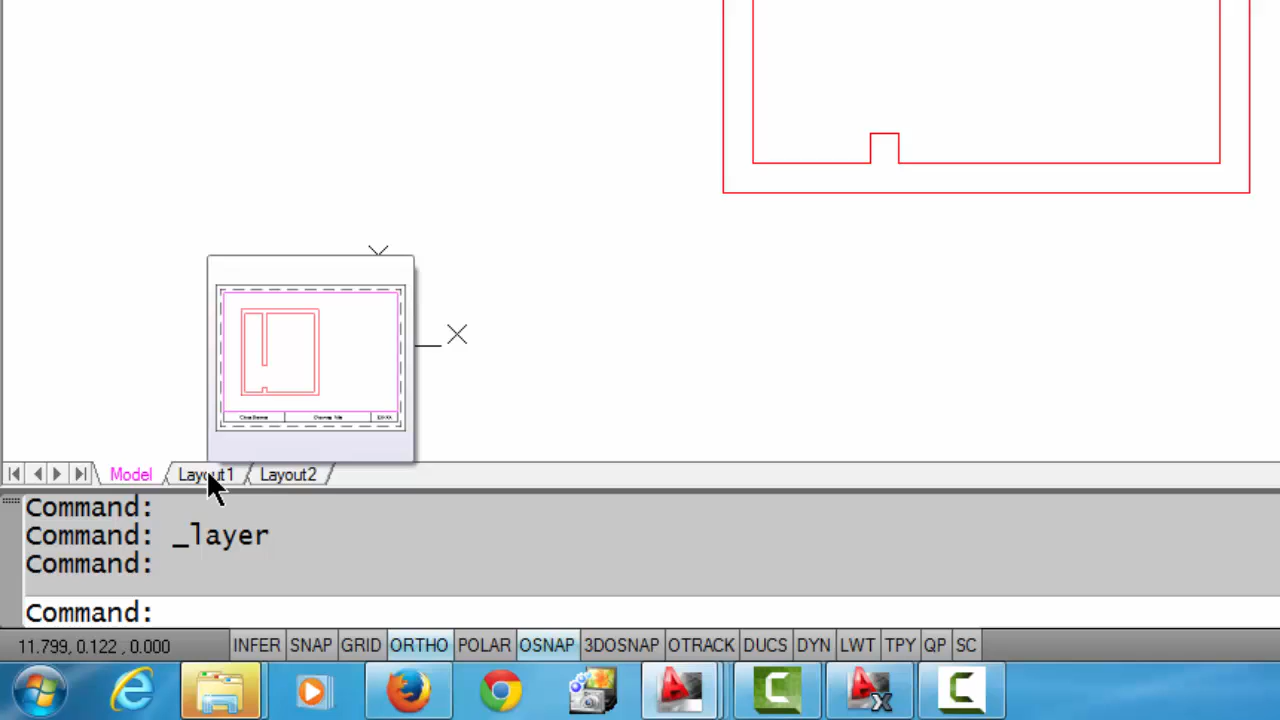 Model Layout1 Layout2
Command:
Command: _layer
Command:
Command:
11.799, 0.122 , 0.000 INFER SNAP GRID ORTHO POLAR OSNAP 3DOSNAP OTRACK DUCS DYN LWT TPY QP SC